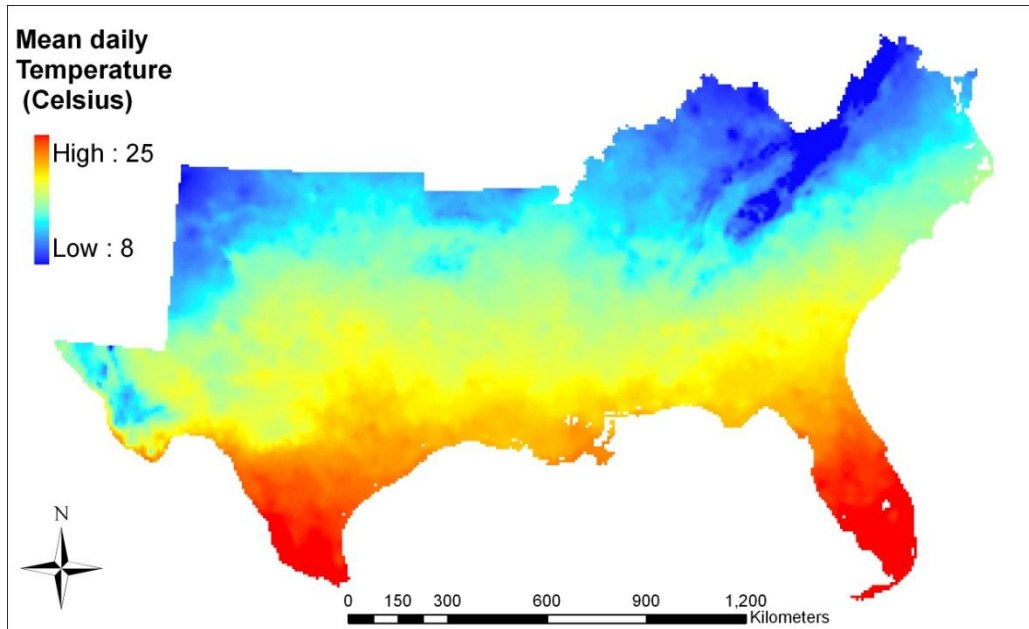 Mean daily
Temperature
(Celsius)
High : 25
Low : 8
N
0 150 300 600 900 1,200
Kilometers